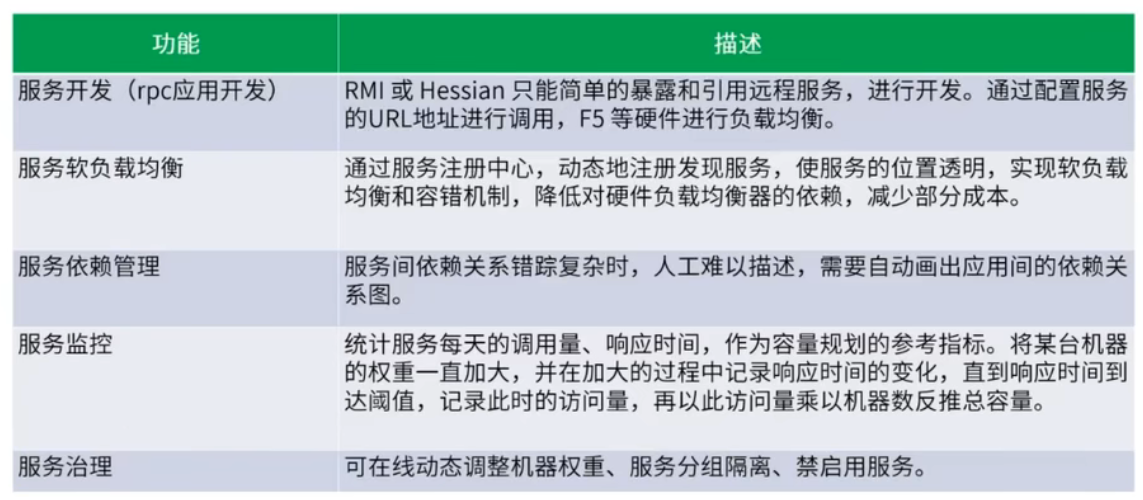 功能
描述
服务开发（rpc应用开发）
RMI 或 Hessian 只能简单的暴露和引用远程服务，进行开发。通过配置服务
的URL地址进行调用，F5 等硬件进行负载均衡。
服务软负载均衡
通过服务注册中心，动态地注册发现服务，使服务的位置透明，实现软负载
均衡和容错机制，降低对硬件负载均衡器的依赖，减少部分成本。
服务依赖管理
服务间依赖关系错踪复杂时，人工难以描述，需要自动画出应用间的依赖关
系图。
服务监控
统计服务每天的调用量、响应时间，作为容量规划的参考指标。将某台机器
的权重一直加大，并在加大的过程中记录响应时间的变化，直到响应时间到
达阈值，记录此时的访问量，再以此访问量乘以机器数反推总容量。
服务治理
可在线动态调整机器权重、服务分组隔离、禁启用服务。